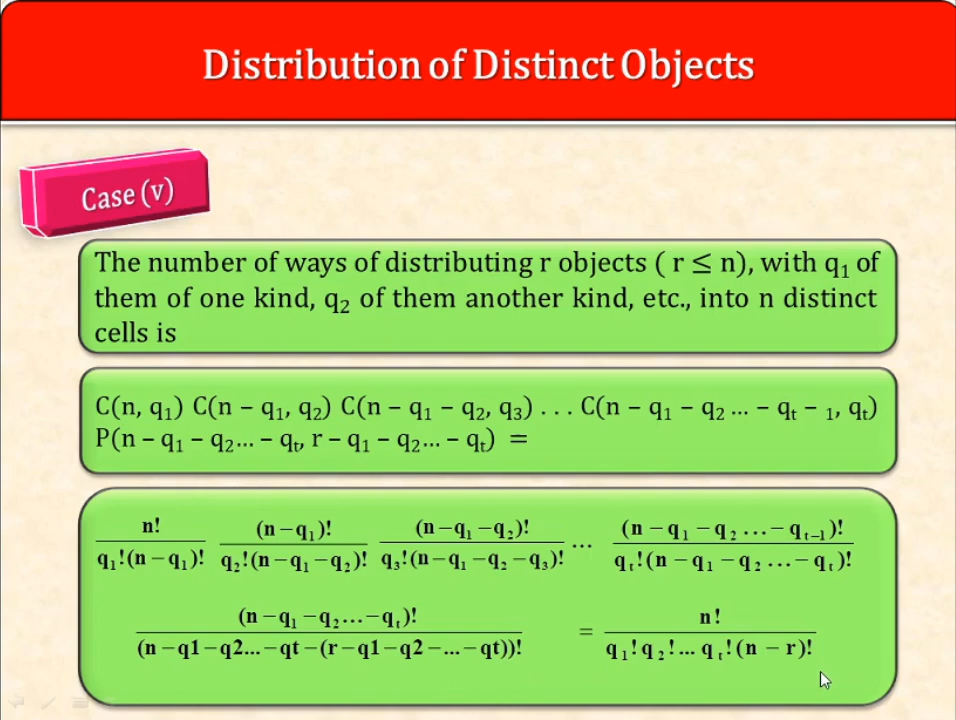 Distribution of Distinct Objects
Case (v)
The number of ways of distributing r objects ( r ≤ n), with q₁ of
them of one kind, q₂ of them another kind, etc., into n distinct
cells is
C(n, q₁) C(n – q₁, q₂) C(n – q₁ – q₂, q₃) . . . C(n – q₁ – q₂ ... – qₜ – ₁, qₜ)
P(n – q₁ – q₂... – qₜ, r – q₁ – q₂... – qₜ) =
n! (n – q₁)! (n – q₁ – q₂)! (n – q₁ – q₂ ... – qₜ₋₁)!
q₁!(n – q₁)! q₂!(n – q₁ – q₂)! q₃!(n – q₁ – q₂ – q₃)! ... qₜ!(n – q₁ – q₂ ... – qₜ)!
(n – q₁ – q₂... – qₜ)! n!
(n – q1 – q2... – qt – (r – q1 – q2 – ... – qt))! = q₁! q₂! ... qₜ! (n – r)!